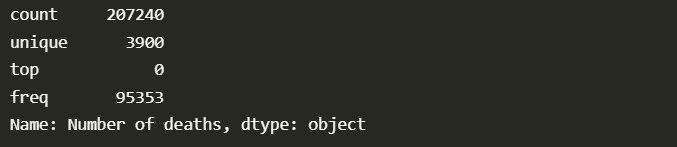 count     207240
unique      3900
top            0
freq       95353
Name: Number of deaths, dtype: object